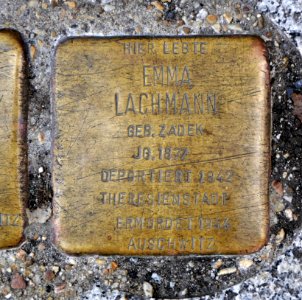 HIER LEBTE
EMMA
LACHMANN
GEB. ZADEK
JG.
DEPORTIERT 1942
THERESIENSTADT
ERMORDET 1944
AUSCHWITZ